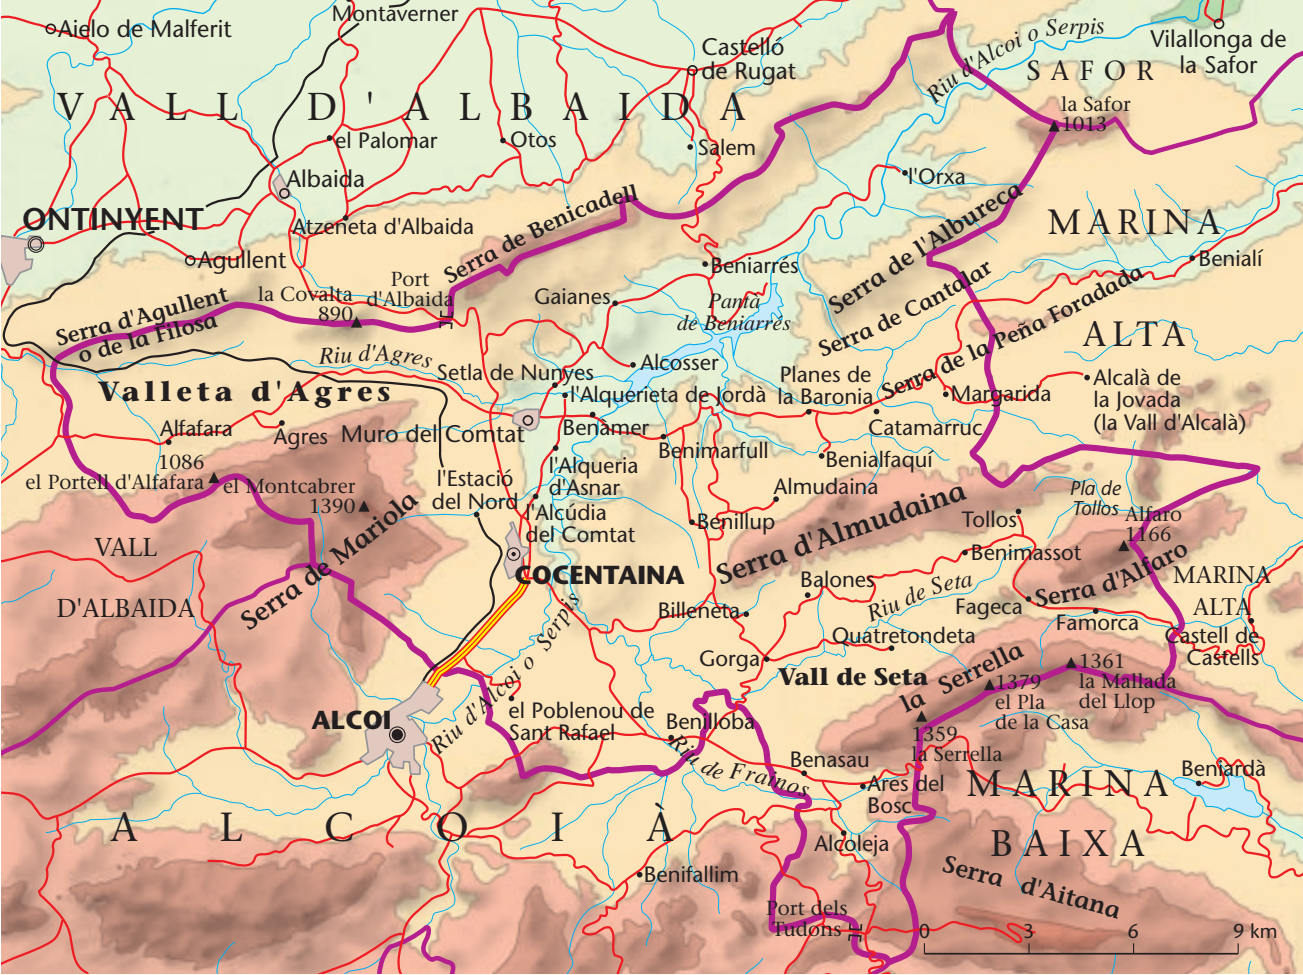 Montaverner
Aielo de Malferit
Riu d'Alcoi o Serpis
Vilallonga de
la Safor
Castelló
de Rugat
SAFOR
VALL D'ALBAIDA
la Safor
1013
el Palomar
Otos
Salem
Albaida
l'Orxa
ONTINYENT
Atzeneta d'Albaida
Serra de Benicadell
MARINA
ALTA
Agullent
Beniarrés
Serra de l'Albureca
Benialí
Port
d'Albaida
la Covalta
890
Gaianes
Pantà
de Beniarrés
Serra de Cantalar
Serra d'Agullent
o de la Filosa
Serra de la Peña Foradada
Riu d'Agres
Setla de Nunyes
Alcosser
Planes de
la Baronia
Alcalà de
la Jovada
(la Vall d'Alcalà)
Valleta d'Agres
l'Alquerieta de Jordà
Margarida
Alfafara
Agres
Muro del Comtat
Benàmer
Catamarruc
Benimarfull
Benialfaquí
1086
el Portell d'Alfafara
el Montcabrer
1390
l'Estació
del Nord
l'Alqueria
d'Asnar
Almudaina
Pla de
Tollos
Serra de Mariola
l'Alcúdia
del Comtat
Benillup
Serra d'Almudaina
Tollos
Alfaro
1166
VALL
D'ALBAIDA
Benimassot
COCENTAINA
Balones
Riu de Seta
Serra d'Alfaro
MARINA
ALTA
Billeneta
Fageca
Famorca
Riu d'Alcoi o Serpis
Quatretondeta
Castell de
Castells
Gorga
Vall de Seta
la Serrella
1361
la Mallada
del Llop
1379
el Pla
de la Casa
ALCOI
el Poblenou de
Sant Rafael
Benilloba
1359
la Serrella
Riu de Frainos
Benasau
Ares del
Bosc
MARINA
BAIXA
Beniardà
ALCOIÀ
Alcoleja
Benifallim
Serra d'Aitana
Port dels
Tudons
0 3 6 9 km